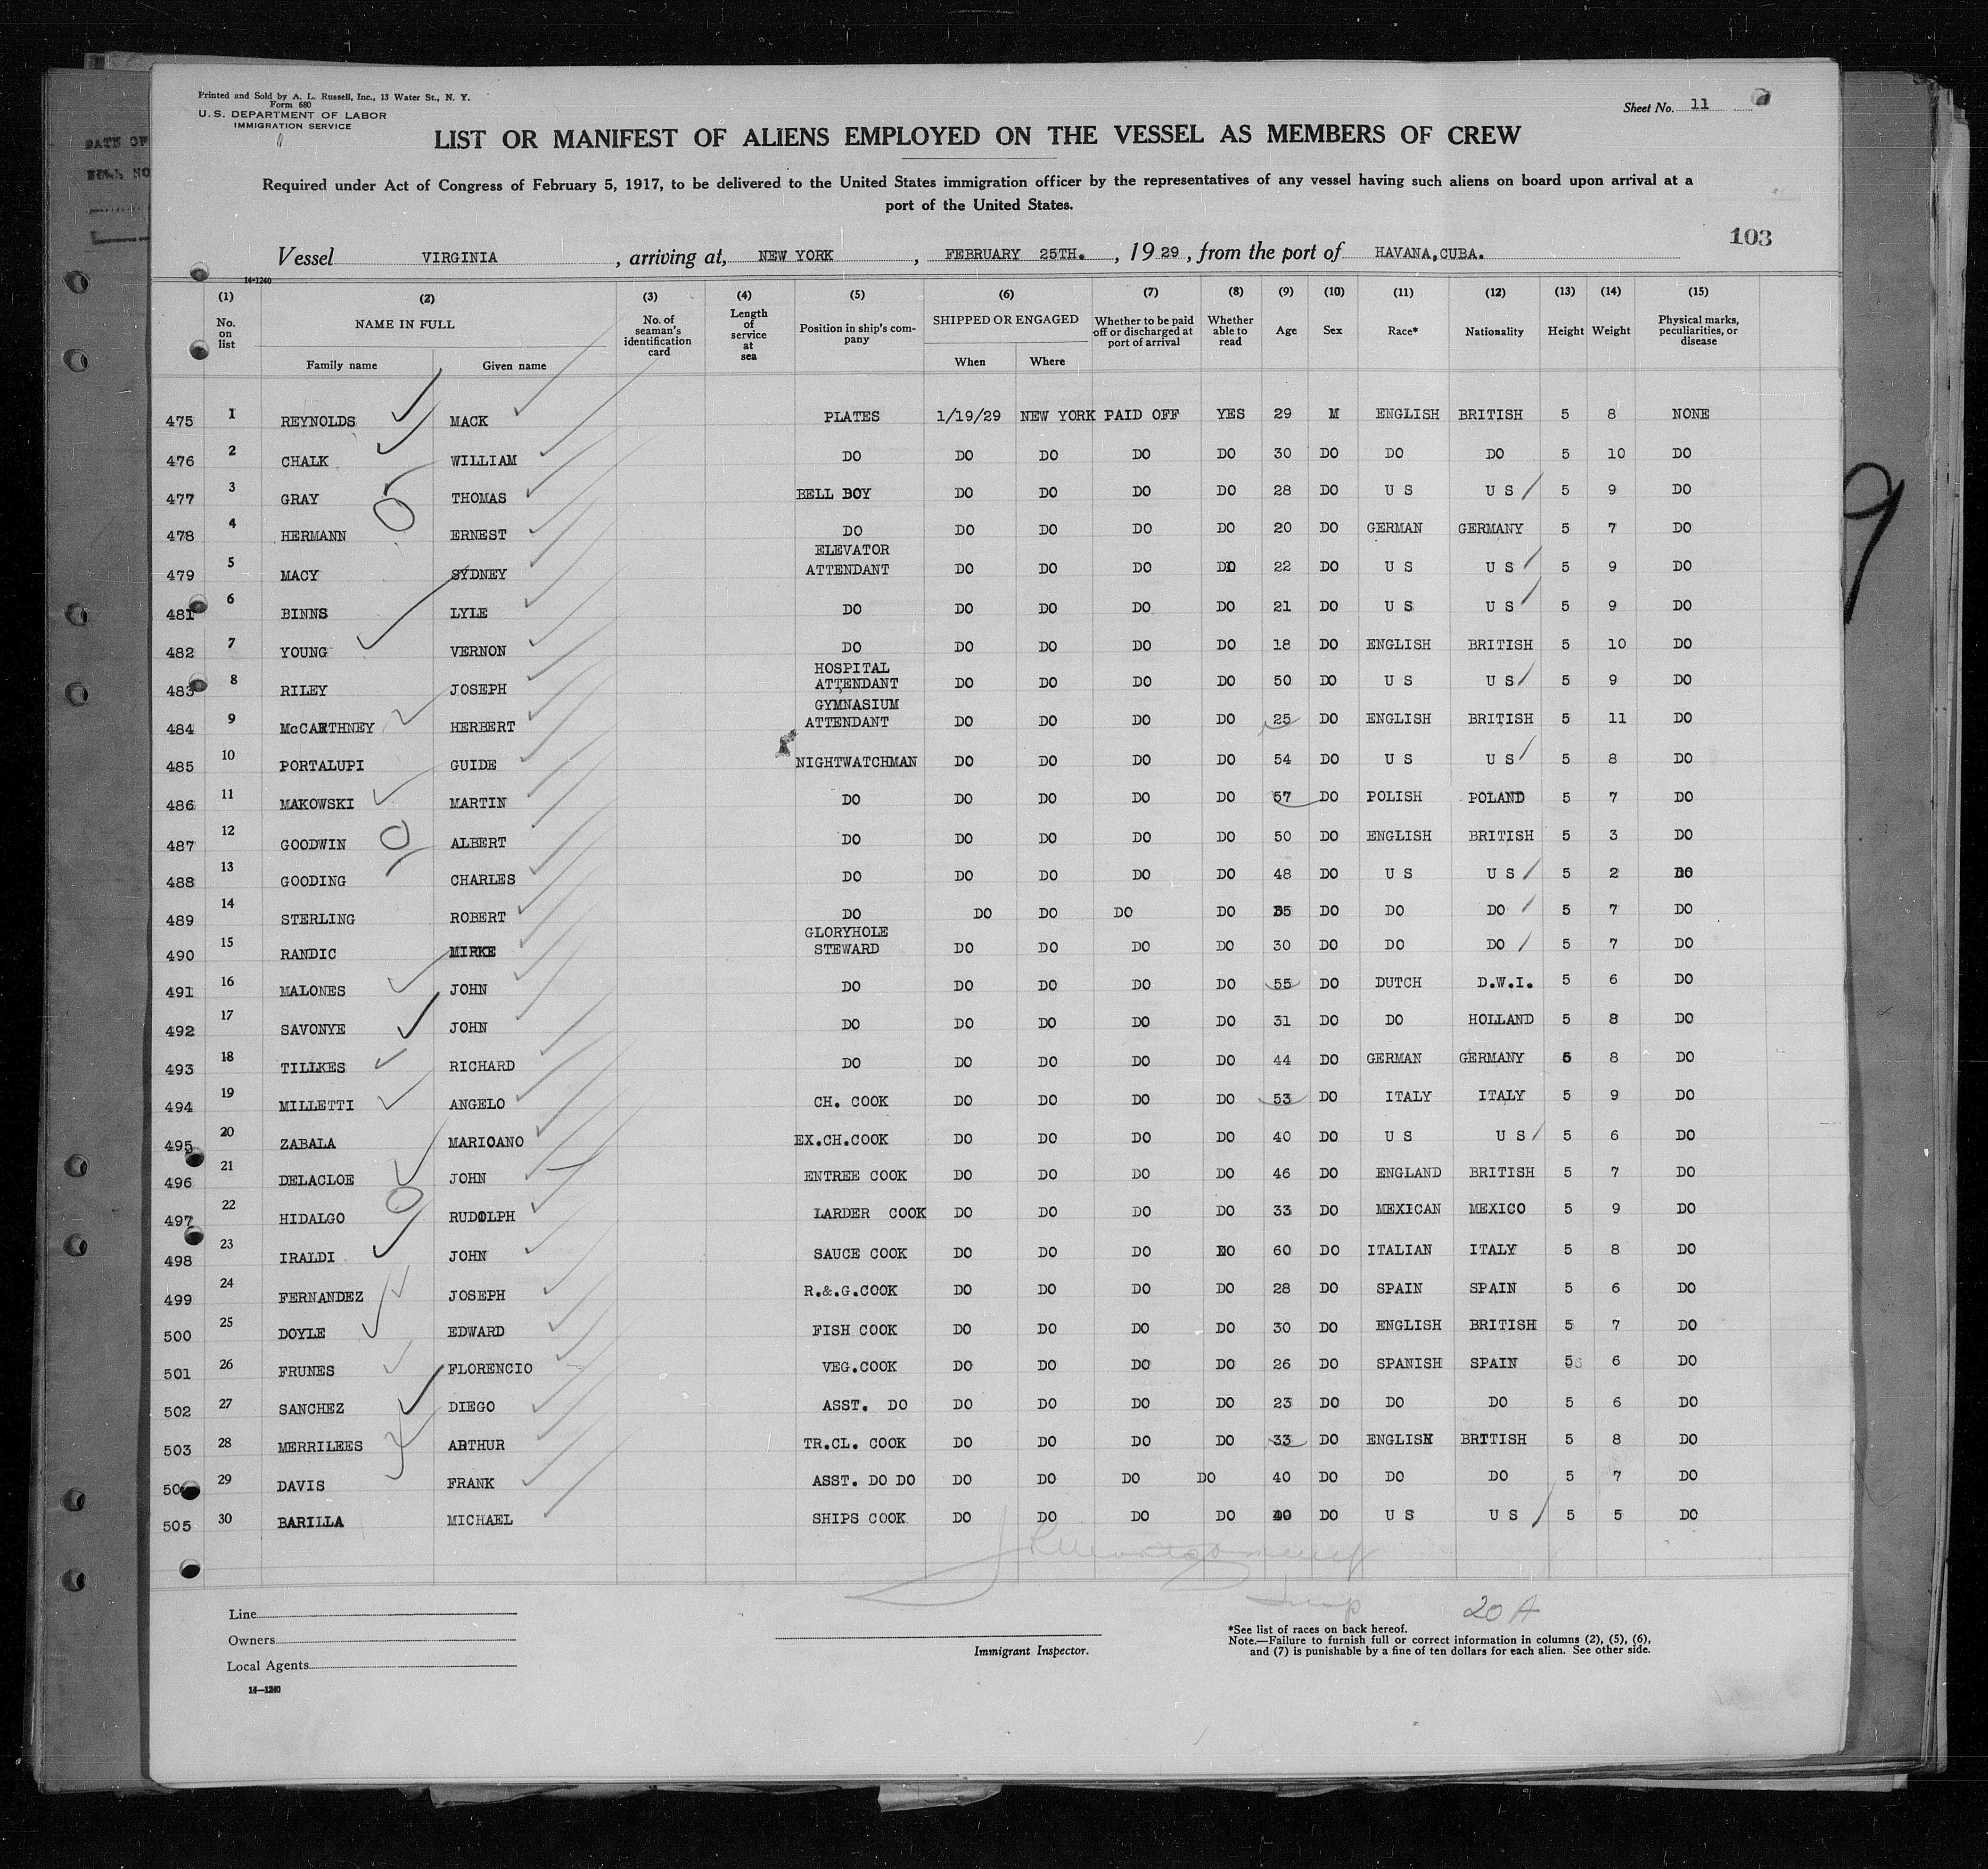 Printed and Sold by A. L. Russell, Inc., 13 Water St., N. Y.
Form 680
U. S. DEPARTMENT OF LABOR
IMMIGRATION SERVICE
Sheet No. 11
LIST OR MANIFEST OF ALIENS EMPLOYED ON THE VESSEL AS MEMBERS OF CREW
Required under Act of Congress of February 5, 1917, to be delivered to the United States immigration officer by the representatives of any vessel having such aliens on board upon arrival at a
port of the United States.
103
Vessel VIRGINIA, arriving at, NEW YORK, FEBRUARY 25TH., 1929, from the port of HAVANA, CUBA.
14-1240
(1) (2) (3) (4) (5) (6) (7) (8) (9) (10) (11) (12) (13) (14) (15)
No. on list NAME IN FULL Family name Given name No. of seaman's identification card Length of service at sea Position in ship's company SHIPPED OR ENGAGED When Where Whether to be paid off or discharged at port of arrival Whether able to read Age Sex Race* Nationality Height Weight Physical marks, peculiarities, or disease
475 1 REYNOLDS MACK PLATES 1/19/29 NEW YORK PAID OFF YES 29 M ENGLISH BRITISH 5 8 NONE
476 2 CHALK WILLIAM DO DO DO DO DO 30 DO DO DO 5 10 DO
477 3 GRAY THOMAS BELL BOY DO DO DO DO 28 DO U S U S 5 9 DO
478 4 HERMANN ERNEST DO DO DO DO DO 20 DO GERMAN GERMANY 5 7 DO
479 5 MACY SYDNEY ELEVATOR ATTENDANT DO DO DO DO 22 DO U S U S 5 9 DO
481 6 BINNS LYLE DO DO DO DO DO 21 DO U S U S 5 9 DO
482 7 YOUNG VERNON DO DO DO DO DO 18 DO ENGLISH BRITISH 5 10 DO
483 8 RILEY JOSEPH HOSPITAL ATTENDANT DO DO DO DO 50 DO U S U S 5 9 DO
484 9 McCARTHNEY HERBERT GYMNASIUM ATTENDANT DO DO DO DO 25 DO ENGLISH BRITISH 5 11 DO
485 10 PORTALUPI GUIDE NIGHTWATCHMAN DO DO DO DO 54 DO U S U S 5 8 DO
486 11 MAKOWSKI MARTIN DO DO DO DO DO 57 DO POLISH POLAND 5 7 DO
487 12 GOODWIN ALBERT DO DO DO DO DO 50 DO ENGLISH BRITISH 5 3 DO
488 13 GOODING CHARLES DO DO DO DO DO 48 DO U S U S 5 2 DO
489 14 STERLING ROBERT DO DO DO DO DO 35 DO DO DO 5 7 DO
490 15 RANDIC MIRKE GLORYHOLE STEWARD DO DO DO DO 30 DO DO DO 5 7 DO
491 16 MALONES JOHN DO DO DO DO DO 55 DO DUTCH D.W.I. 5 6 DO
492 17 SAVONYE JOHN DO DO DO DO DO 31 DO DO HOLLAND 5 8 DO
493 18 TILLKES RICHARD DO DO DO DO DO 44 DO GERMAN GERMANY 5 8 DO
494 19 MILLETTI ANGELO CH. COOK DO DO DO DO 53 DO ITALY ITALY 5 9 DO
495 20 ZABALA MARICANO EX.CH.COOK DO DO DO DO 40 DO U S U S 5 6 DO
496 21 DELACLOE JOHN ENTREE COOK DO DO DO DO 46 DO ENGLAND BRITISH 5 7 DO
497 22 HIDALGO RUDOLPH LARDER COOK DO DO DO DO 33 DO MEXICAN MEXICO 5 9 DO
498 23 IRALDI JOHN SAUCE COOK DO DO DO DO 60 DO ITALIAN ITALY 5 8 DO
499 24 FERNANDEZ JOSEPH R.&.G.COOK DO DO DO DO 28 DO SPAIN SPAIN 5 6 DO
500 25 DOYLE EDWARD FISH COOK DO DO DO DO 30 DO ENGLISH BRITISH 5 7 DO
501 26 FRUNES FLORENCIO VEG.COOK DO DO DO DO 26 DO SPANISH SPAIN 5 6 DO
502 27 SANCHEZ DIEGO ASST. DO DO DO DO DO 23 DO DO DO 5 6 DO
503 28 MERRILEES ARTHUR TR.CL. COOK DO DO DO DO 33 DO ENGLISH BRITISH 5 8 DO
50 29 DAVIS FRANK ASST. DO DO DO DO DO DO 40 DO DO DO 5 7 DO
505 30 BARILLA MICHAEL SHIPS COOK DO DO DO DO 40 DO U S U S 5 5 DO
20 A
Line
Owners
Local Agents
14-1240
Immigrant Inspector.
*See list of races on back hereof.
Note.—Failure to furnish full or correct information in columns (2), (5), (6),
and (7) is punishable by a fine of ten dollars for each alien. See other side.